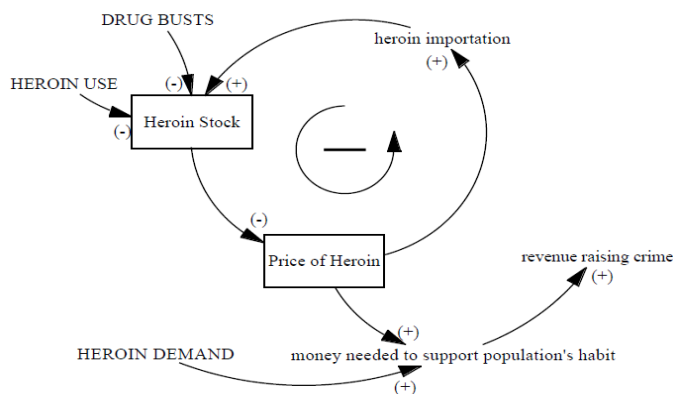 DRUG BUSTS
heroin importation
(+)
HEROIN USE
(-)
(+)
(-)
Heroin Stock
(-)
Price of Heroin
revenue raising crime
(+)
(+)
HEROIN DEMAND
money needed to support population's habit
(+)